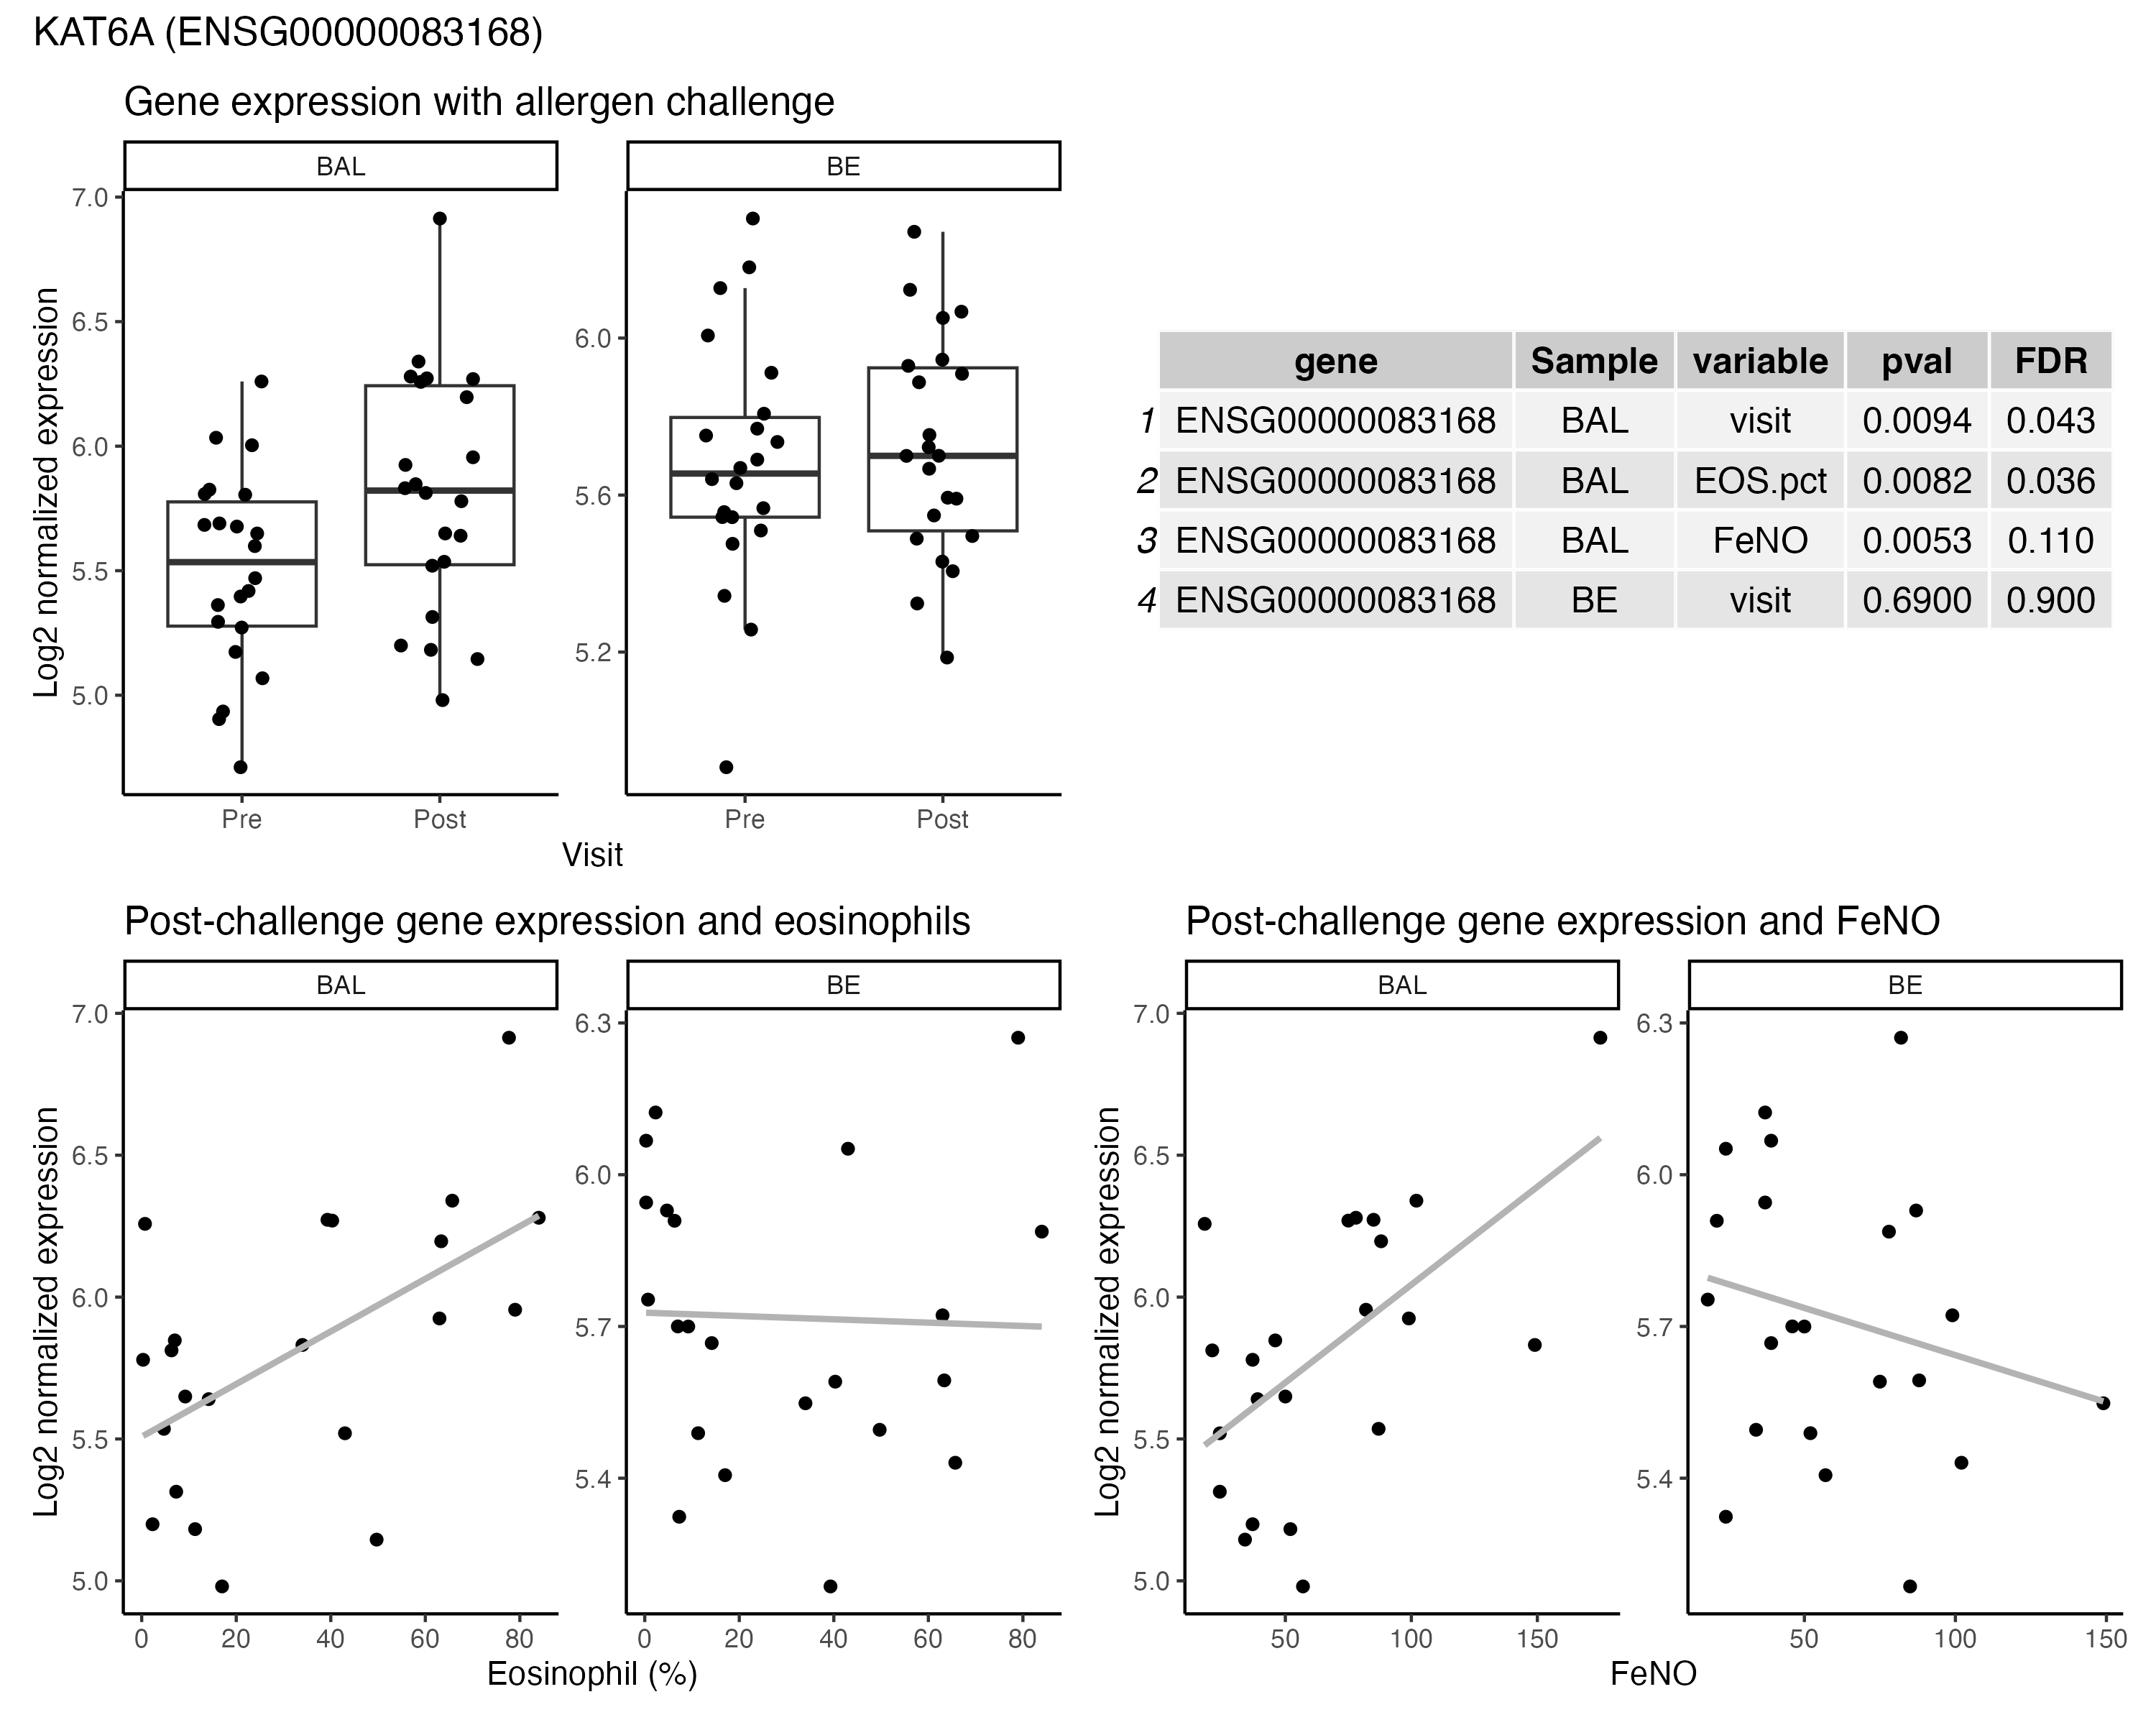 KAT6A (ENSG00000083168)
Gene expression with allergen challenge
BAL
BE
Log2 normalized expression
7.0
6.5
6.0
5.5
5.0
6.0
5.6
5.2
Pre
Post
Pre
Post
Visit
gene Sample variable pval FDR
1 ENSG00000083168 BAL visit 0.0094 0.043
2 ENSG00000083168 BAL EOS.pct 0.0082 0.036
3 ENSG00000083168 BAL FeNO 0.0053 0.110
4 ENSG00000083168 BE visit 0.6900 0.900
Post-challenge gene expression and eosinophils
BAL
BE
Log2 normalized expression
7.0
6.5
6.0
5.5
5.0
6.3
6.0
5.7
5.4
0 20 40 60 80
0 20 40 60 80
Eosinophil (%)
Post-challenge gene expression and FeNO
BAL
BE
Log2 normalized expression
7.0
6.5
6.0
5.5
5.0
6.3
6.0
5.7
5.4
50 100 150
50 100 150
FeNO